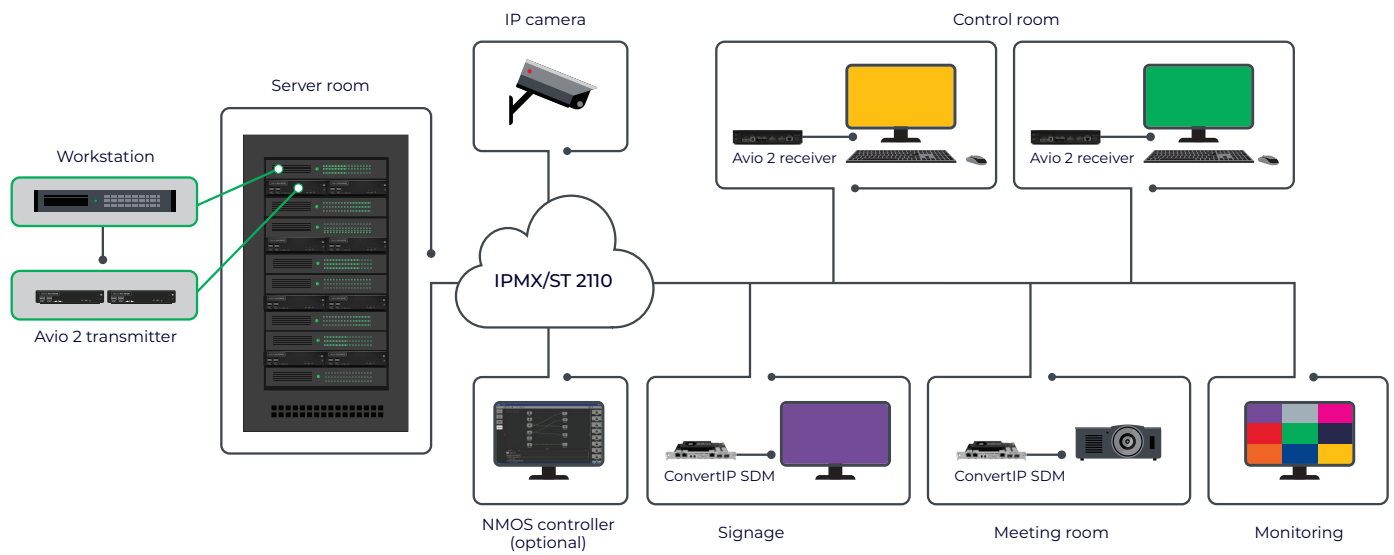 IP camera
Control room
Server room
Workstation
Avio 2 receiver
Avio 2 receiver
IPMX/ST 2110
Avio 2 transmitter
ConvertIP SDM
ConvertIP SDM
NMOS controller
(optional)
Signage
Meeting room
Monitoring